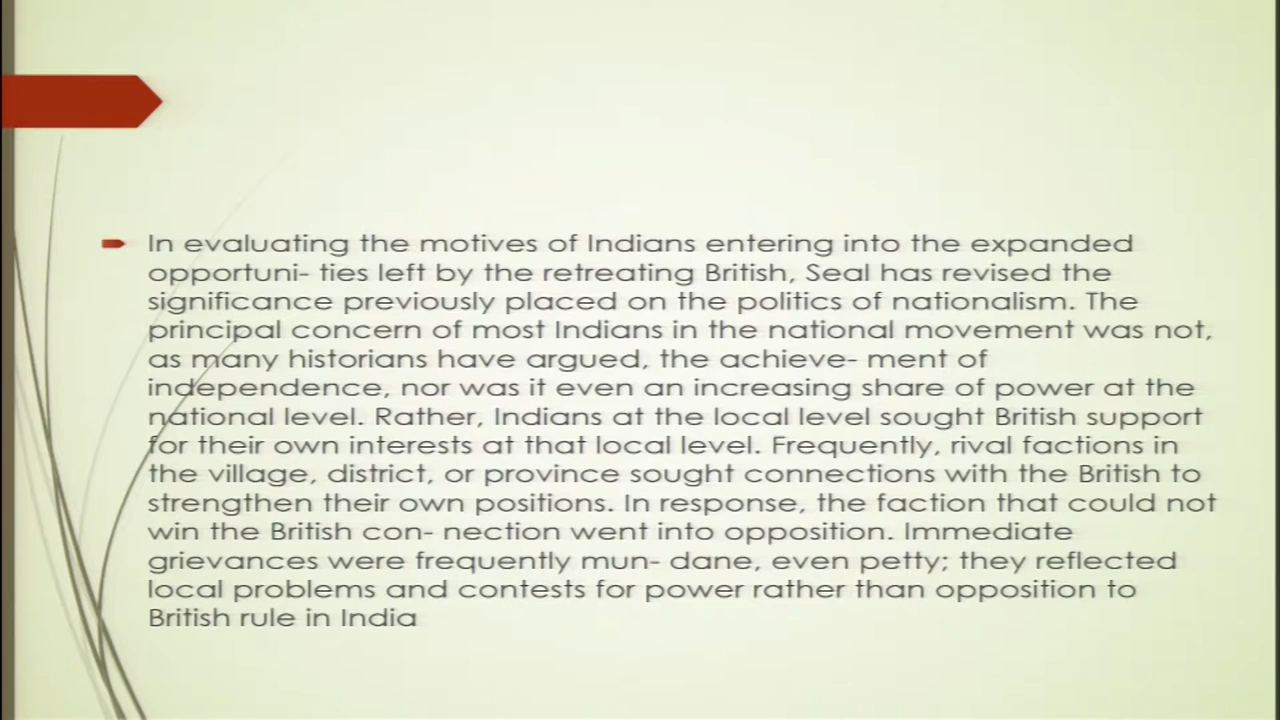 In evaluating the motives of Indians entering into the expanded
opportuni- ties left by the retreating British, Seal has revised the
significance previously placed on the politics of nationalism. The
principal concern of most Indians in the national movement was not,
as many historians have argued, the achieve- ment of
independence, nor was it even an increasing share of power at the
national level. Rather, Indians at the local level sought British support
for their own interests at that local level. Frequently, rival factions in
the village, district, or province sought connections with the British to
strengthen their own positions. In response, the faction that could not
win the British con- nection went into opposition. Immediate
grievances were frequently mun- dane, even petty; they reflected
local problems and contests for power rather than opposition to
British rule in India